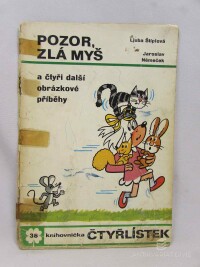 POZOR,
ZLÁ MYŠ
Ljuba Štíplová
Jaroslav
Němeček
a čtyři další
obrázkové
příběhy
38 knihovnička ČTYŘLÍSTEK